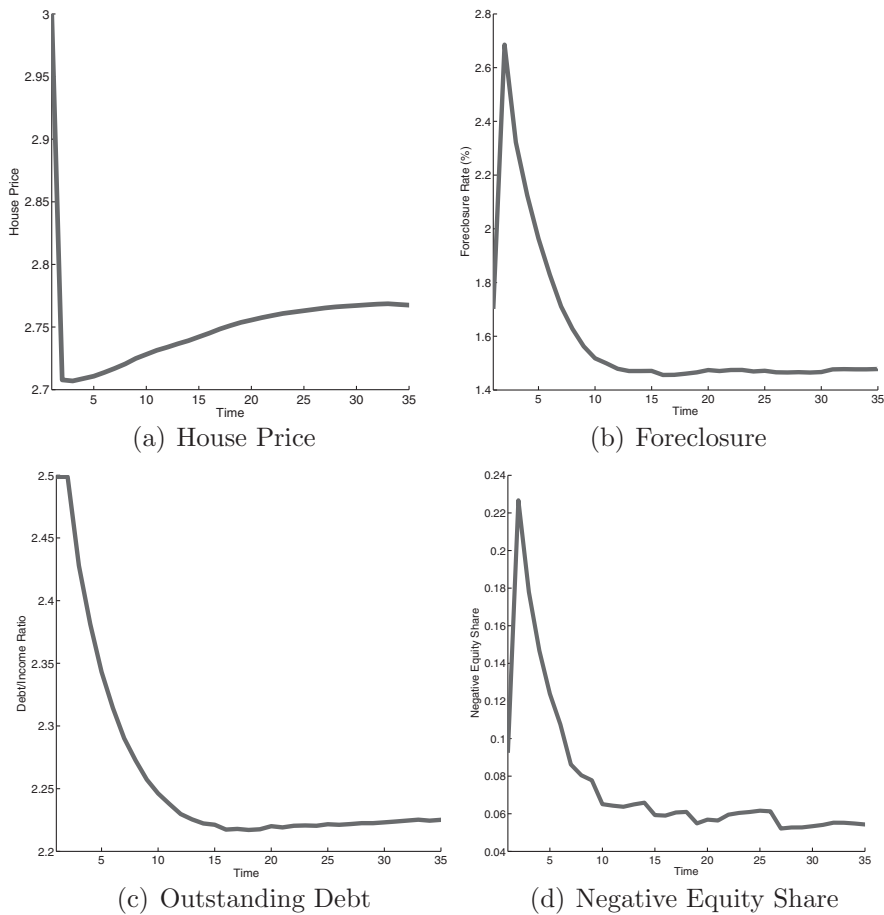 3
2.95
2.9
2.85
2.8
2.75
2.7
House Price
5 10 15 20 25 30 35
Time
(a) House Price
2.8
2.6
2.4
2.2
2
1.8
1.6
1.4
Foreclosure Rate (%)
5 10 15 20 25 30 35
Time
(b) Foreclosure
2.5
2.45
2.4
2.35
2.3
2.25
2.2
Debt/Income Ratio
5 10 15 20 25 30 35
Time
(c) Outstanding Debt
0.24
0.22
0.2
0.18
0.16
0.14
0.12
0.1
0.08
0.06
0.04
Negative Equity Share
5 10 15 20 25 30 35
Time
(d) Negative Equity Share